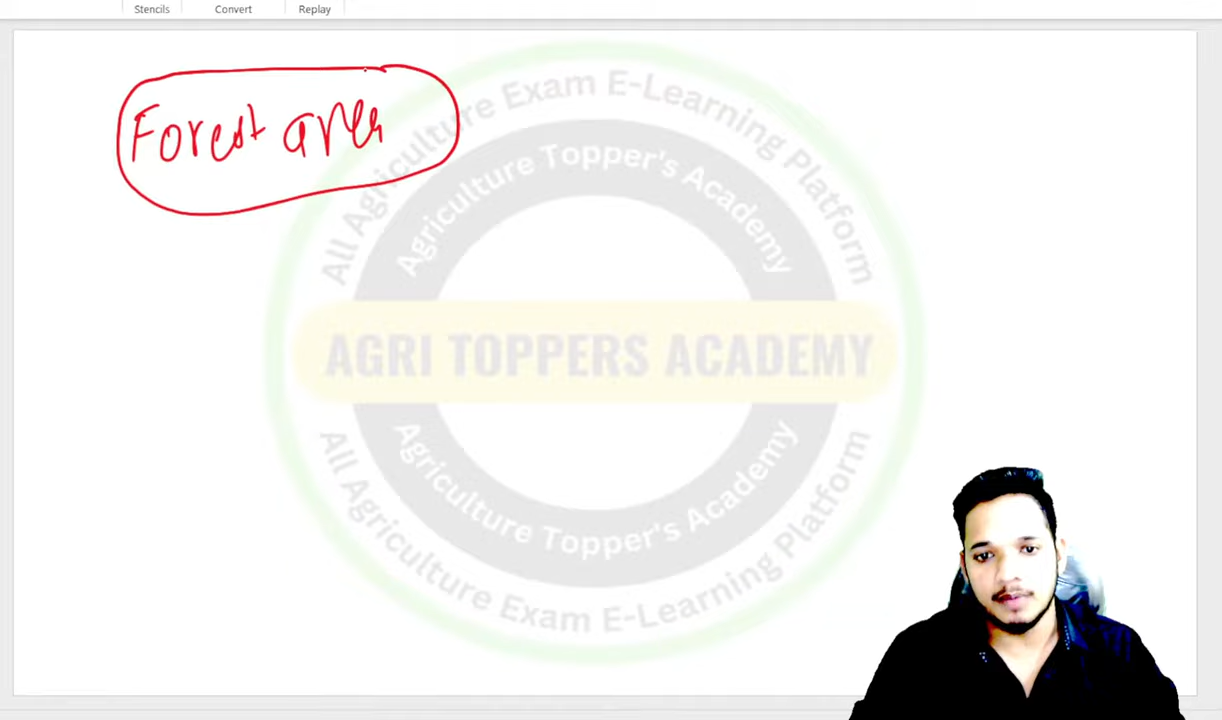 Stencils Convert Replay
Forest area
All Agriculture Exam E-Learning Platform
Agriculture Topper's Academy
AGRI TOPPERS ACADEMY
Agriculture Topper's Academy
All Agriculture Exam E-Learning Platform